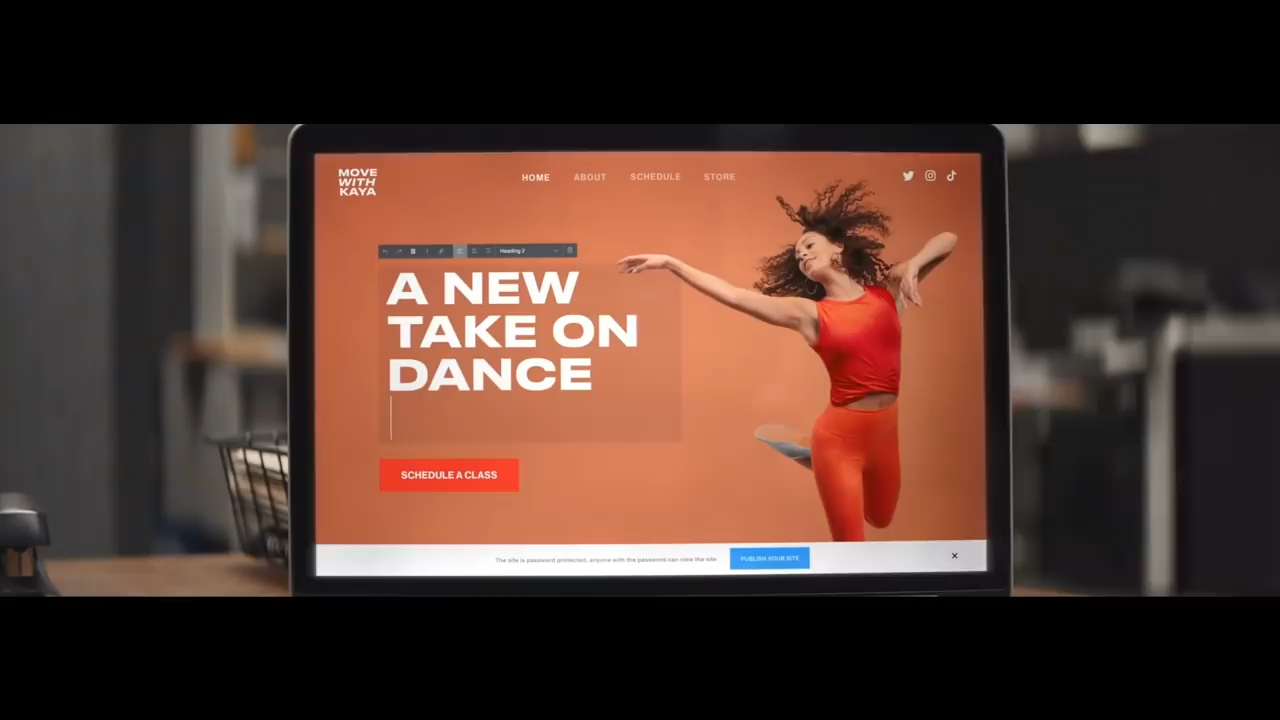 MOVE
WITH
KAYA
HOME ABOUT SCHEDULE STORE
Heading 2
A NEW
TAKE ON
DANCE
SCHEDULE A CLASS
The site is password protected, anyone with the password can view the site
PUBLISH YOUR SITE